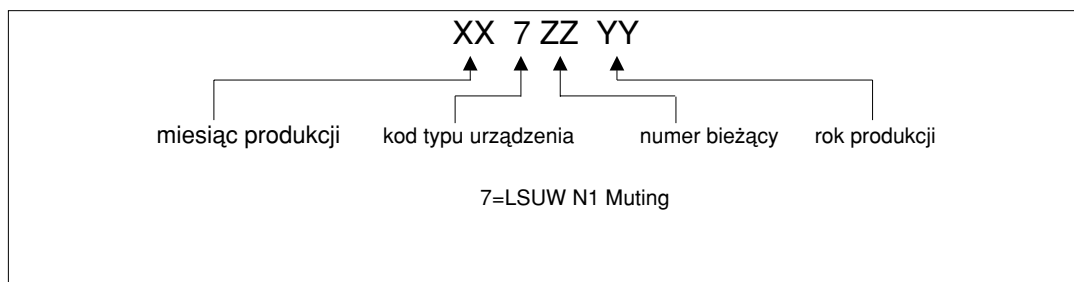 XX 7 ZZ YY
miesiąc produkcji kod typu urządzenia numer bieżący rok produkcji
7=LSUW N1 Muting